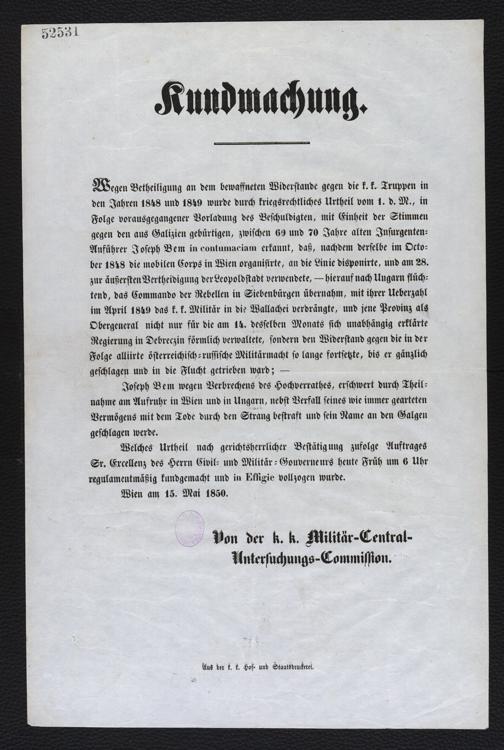 52531
Kundmachung.
Wegen Betheiligung an dem bewaffneten Widerstande gegen die k. k. Truppen in
den Jahren 1848 und 1849 wurde durch kriegsrechtliches Urtheil vom 1. d. M., in
Folge vorausgegangener Vorladung des Beschuldigten, mit Einheit der Stimmen
gegen den aus Galizien gebürtigen, zwischen 60 und 70 Jahre alten Insurgenten-
Anführer Joseph Bem in contumaciam erkannt, daß, nachdem derselbe im Octo-
ber 1848 die mobilen Corps in Wien organisirte, an die Linie disponirte, und am 28.
zur äußersten Vertheidigung der Leopoldstadt verwendete, — hierauf nach Ungarn flüch-
tend, das Commando der Rebellen in Siebenbürgen übernahm, mit ihrer Ueberzahl
im April 1849 das k. k. Militär in die Wallachei verdrängte, und jene Provinz als
Obergeneral nicht nur für die am 14. desselben Monats sich unabhängig erklärte
Regierung in Debreczin förmlich verwaltete, sondern den Widerstand gegen die in der
Folge alliirte österreichisch-russische Militärmacht so lange fortsetzte, bis er gänzlich
geschlagen und in die Flucht getrieben ward; —
Joseph Bem wegen Verbrechens des Hochverrathes, erschwert durch Theil-
nahme am Aufruhr in Wien und in Ungarn, nebst Verfall seines wie immer gearteten
Vermögens mit dem Tode durch den Strang bestraft und sein Name an den Galgen
geschlagen werde.
Welches Urtheil nach gerichtsherrlicher Bestätigung zufolge Auftrages
Sr. Excellenz des Herrn Civil- und Militär-Gouverneurs heute Früh um 6 Uhr
regulamentmäßig kundgemacht und in Effigie vollzogen wurde.
Wien am 15. Mai 1850.
Von der k. k. Militär-Central-
Untersuchungs-Commission.
Aus der k. k. Hof- und Staatsdruckerei.